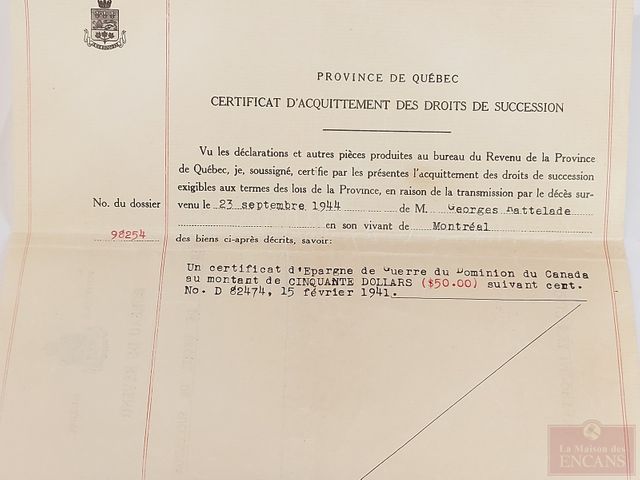 PROVINCE DE QUÉBEC
CERTIFICAT D'ACQUITTEMENT DES DROITS DE SUCCESSION
Vu les déclarations et autres pièces produites au bureau du Revenu de la Province
de Québec, je, soussigné, certifie par les présentes l'acquittement des droits de succession
exigibles aux termes des lois de la Province, en raison de la transmission par le décès sur-
venu le 23 septembre 1944 de M. Georges Battelade
en son vivant de Montréal
des biens ci-après décrits, savoir:
No. du dossier
98254
Un certificat d'Epargne de Guerre du Dominion du Canada
au montant de CINQUANTE DOLLARS ($50.00) suivant cert.
No. D 82474, 15 février 1941.
La Maison des
ENCANS